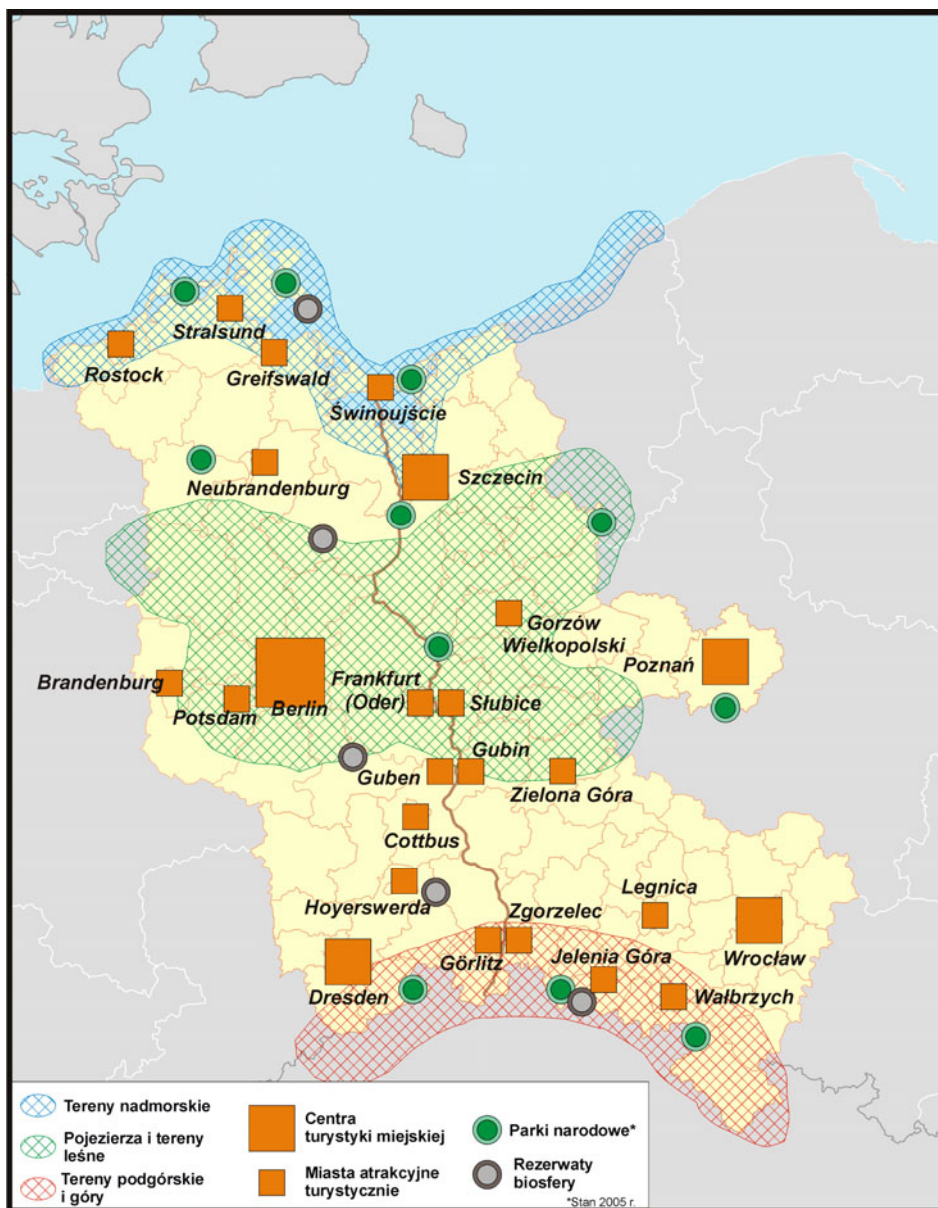 Stralsund
Rostock
Greifswald
Świnoujście
Neubrandenburg
Szczecin
Gorzów
Wielkopolski
Poznań
Brandenburg
Potsdam
Berlin
Frankfurt
(Oder)
Słubice
Gubin
Guben
Zielona Góra
Cottbus
Hoyerswerda
Legnica
Zgorzelec
Görlitz
Jelenia Góra
Wrocław
Dresden
Wałbrzych
Tereny nadmorskie
Pojezierza i tereny
leśne
Tereny podgórskie
i góry
Centra
turystyki miejskiej
Miasta atrakcyjne
turystycznie
Parki narodowe*
Rezerwaty
biosfery
*Stan 2005 r.